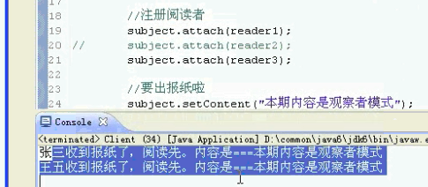 17
18 //注册阅读者
19 subject.attach(reader1);
20 // subject.attach(reader2);
21 subject.attach(reader3);
22
23 //要出报纸啦
24 subject.setContent("本期内容是观察者模式");
Console
<terminated> Client (34) [Java Application] D:\common\java6\jdk6\bin\javaw.e
张三收到报纸了，阅读先。内容是===本期内容是观察者模式
王五收到报纸了，阅读先。内容是===本期内容是观察者模式